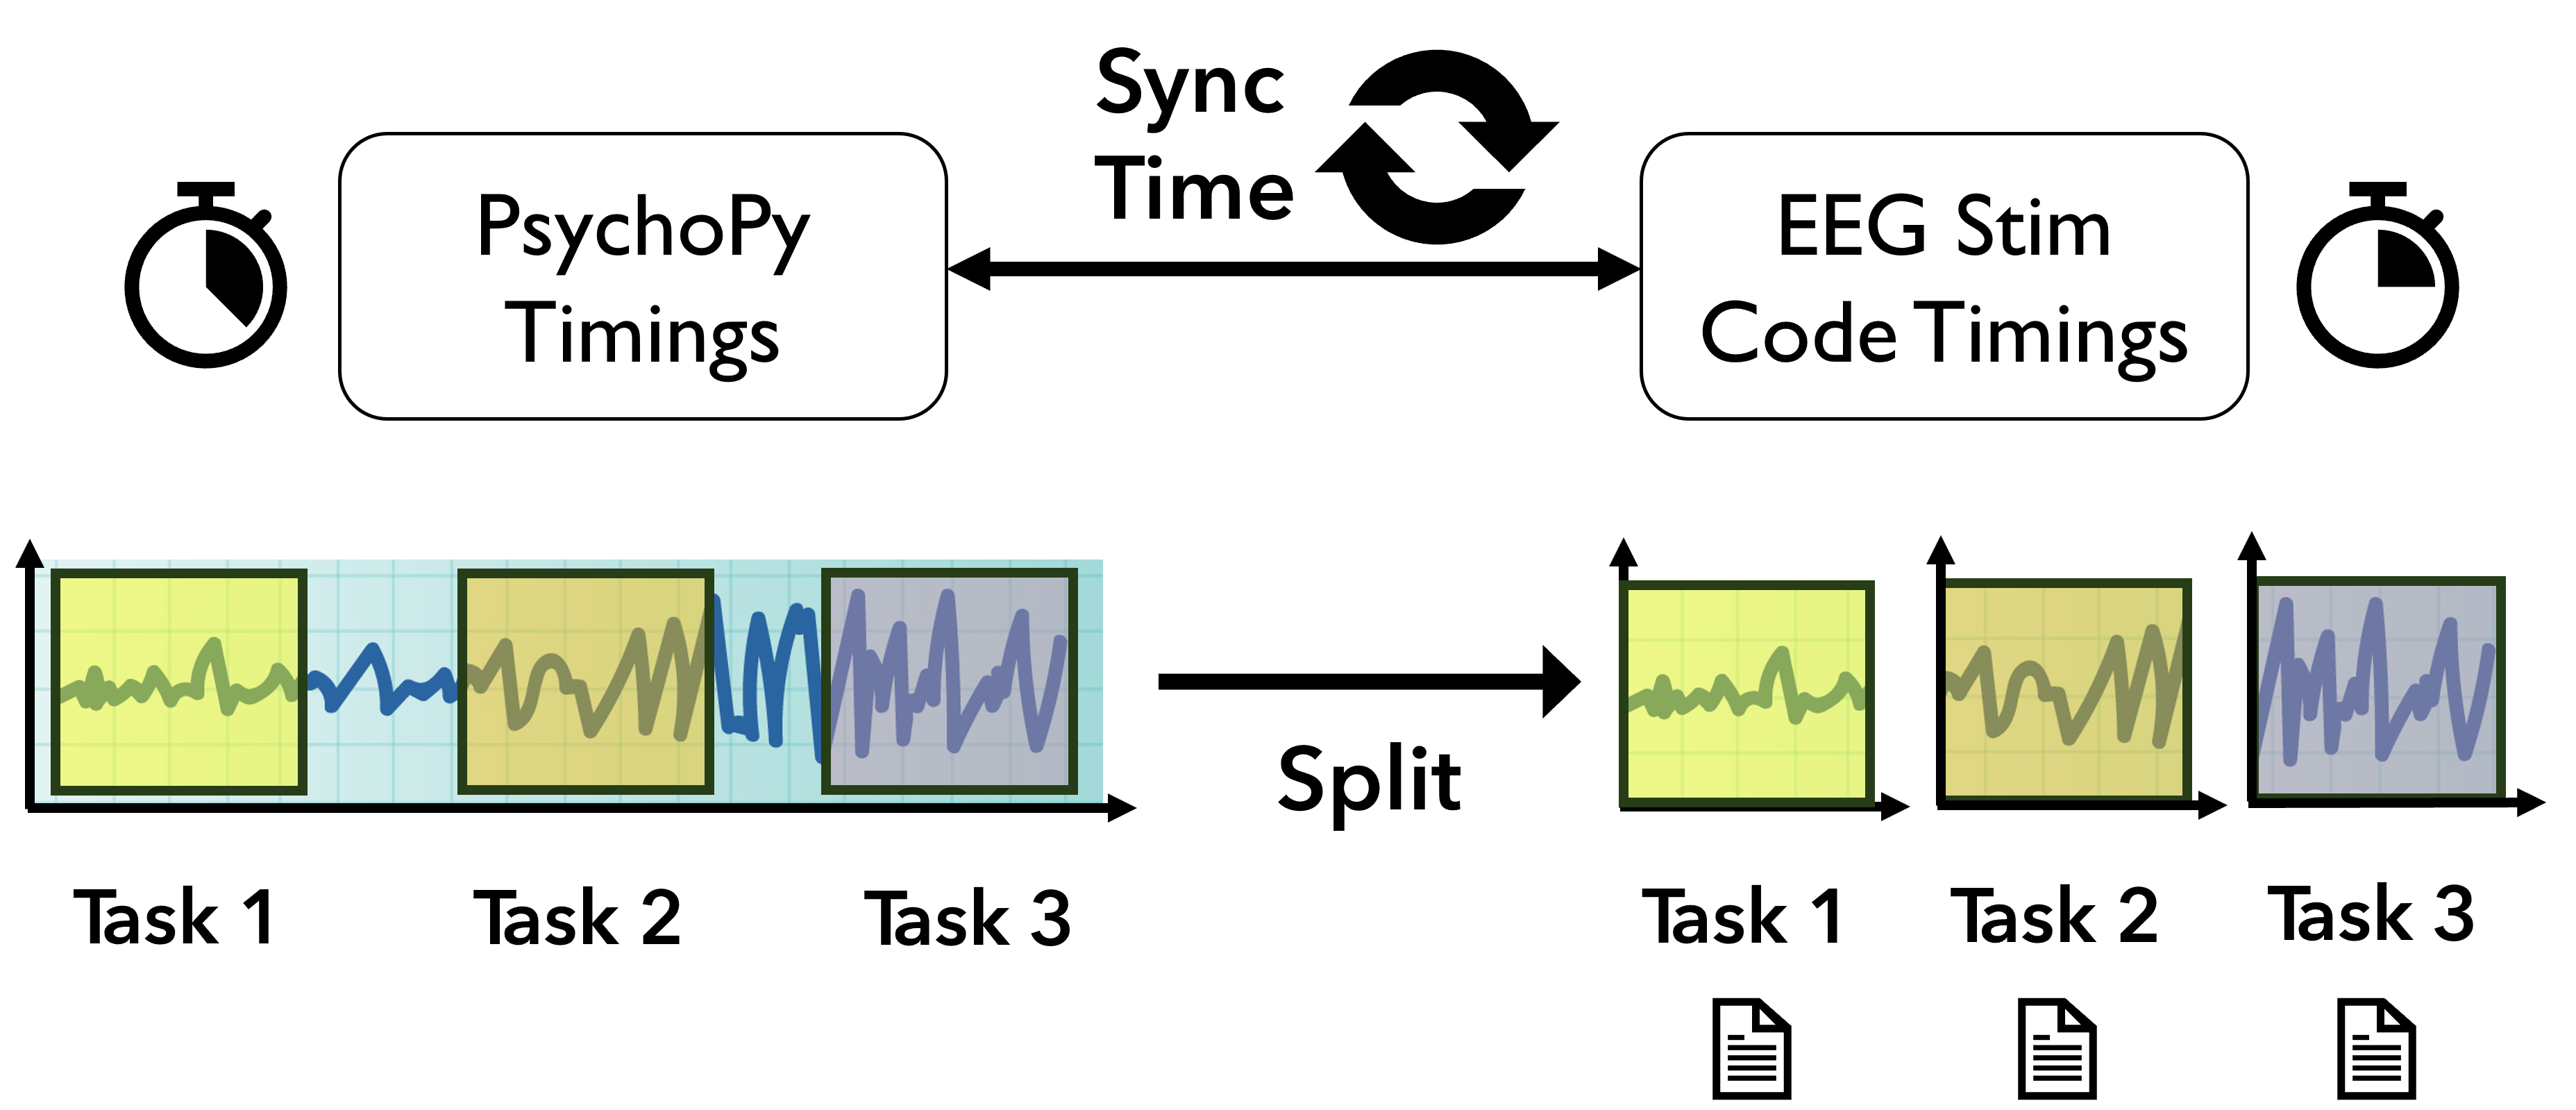 Sync
Time
PsychoPy
Timings
EEG Stim
Code Timings
Split
Task 1
Task 2
Task 3
Task 1
Task 2
Task 3